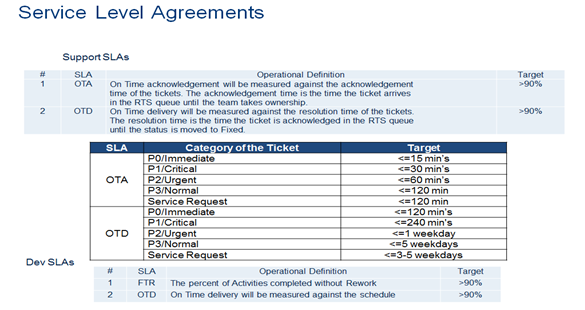 Service Level Agreements
Support SLAs
# SLA Operational Definition Target
1 OTA On Time acknowledgement will be measured against the acknowledgement >90%
time of the tickets. The acknowledgement time is the time the ticket arrives
in the RTS queue until the team takes ownership.
2 OTD On Time delivery will be measured against the resolution time of the tickets. >90%
The resolution time is the time the ticket is acknowledged in the RTS queue
until the status is moved to Fixed.
SLA Category of the Ticket Target
OTA
P0/Immediate <=15 min's
P1/Critical <=30 min's
P2/Urgent <=60 min's
P3/Normal <=120 min
Service Request <=120 min
OTD
P0/Immediate <=120 min's
P1/Critical <=240 min's
P2/Urgent <=1 weekday
P3/Normal <=5 weekdays
Service Request <=3-5 weekdays
Dev SLAs
# SLA Operational Definition Target
1 FTR The percent of Activities completed without Rework >90%
2 OTD On Time delivery will be measured against the schedule >90%